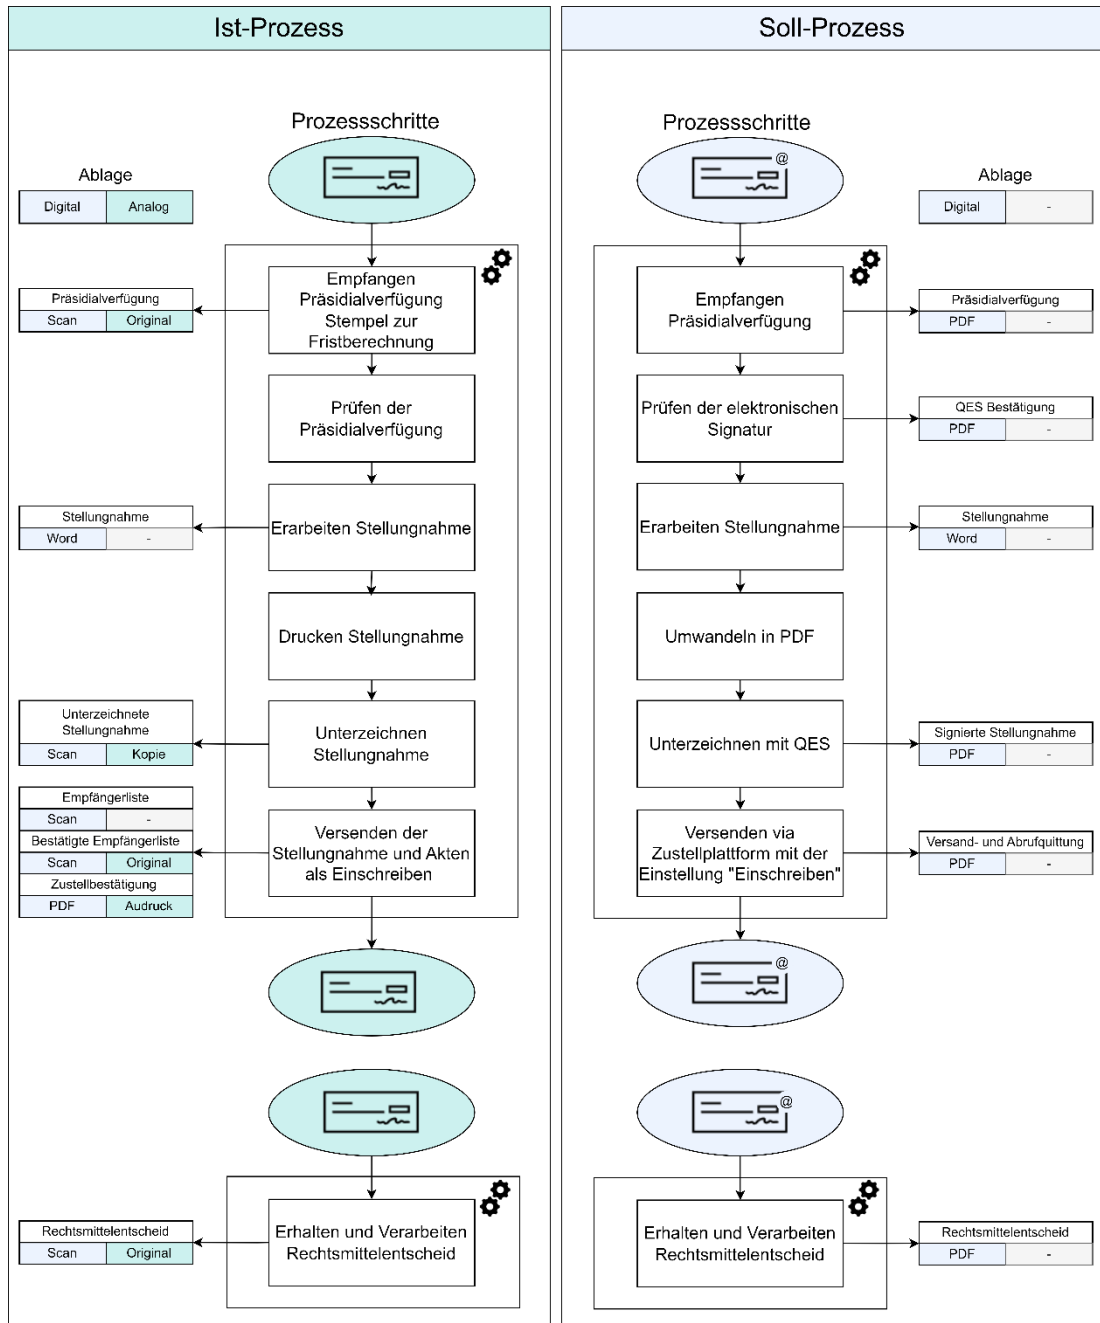 Ist-Prozess
Prozessschritte
Ablage
Digital
Analog
Empfangen
Präsidialverfügung
Stempel zur
Fristberechnung
Präsidialverfügung
Scan
Original
Prüfen der
Präsidialverfügung
Erarbeiten Stellungnahme
Stellungnahme
Word
-
Drucken Stellungnahme
Unterzeichnen
Stellungnahme
Unterzeichnete
Stellungnahme
Scan
Kopie
Versenden der
Stellungnahme und Akten
als Einschreiben
Empfängerliste
Scan
-
Bestätigte Empfängerliste
Scan
Original
Zustellbestätigung
PDF
Audruck
Erhalten und Verarbeiten
Rechtsmittelentscheid
Rechtsmittelentscheid
Scan
Original
Soll-Prozess
Prozessschritte
@
Ablage
Digital
-
Empfangen
Präsidialverfügung
Präsidialverfügung
PDF
-
Prüfen der elektronischen
Signatur
QES Bestätigung
PDF
-
Erarbeiten Stellungnahme
Stellungnahme
Word
-
Umwandeln in PDF
Unterzeichnen mit QES
Signierte Stellungnahme
PDF
-
Versenden via
Zustellplattform mit der
Einstellung "Einschreiben"
Versand- und Abrufquittung
PDF
-
@
@
Erhalten und Verarbeiten
Rechtsmittelentscheid
Rechtsmittelentscheid
PDF
-